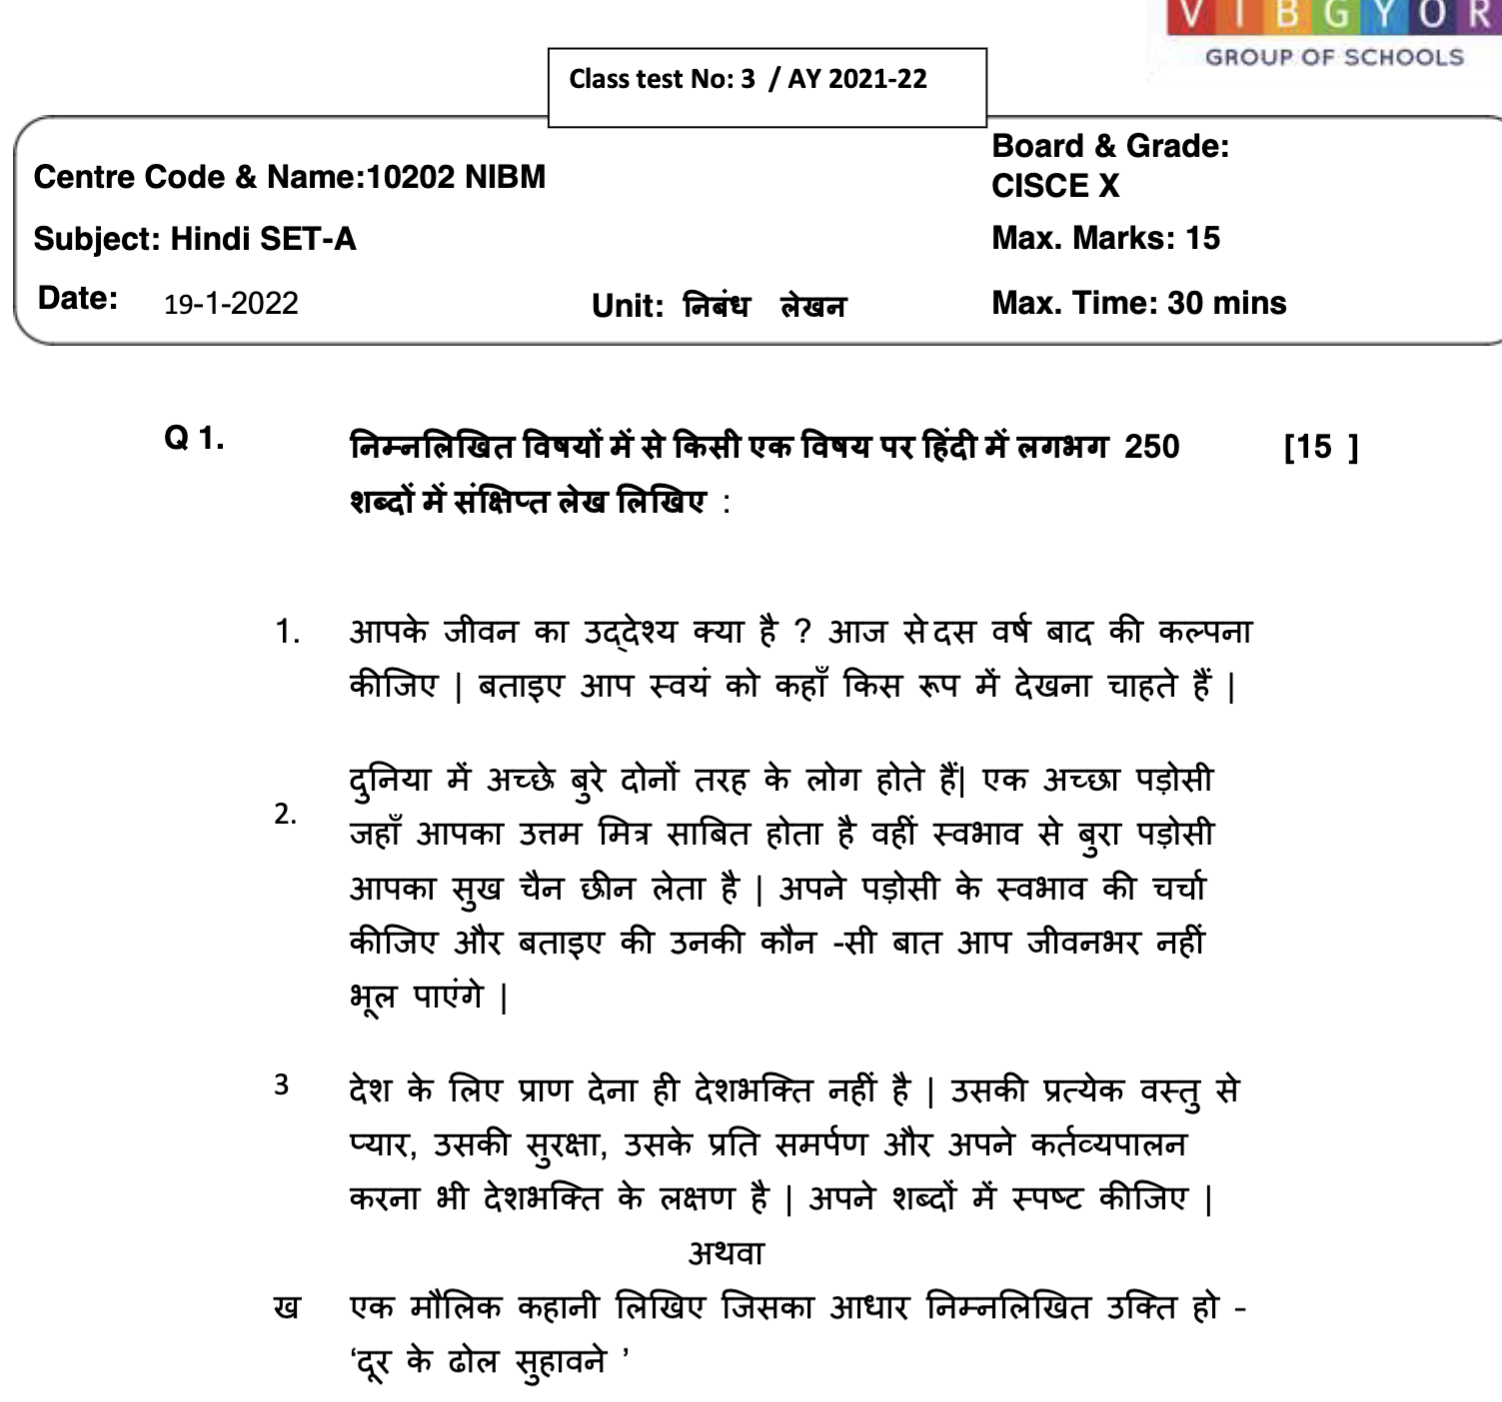 VIBGYOR
GROUP OF SCHOOLS
Class test No: 3 / AY 2021-22
Board & Grade:
Centre Code & Name:10202 NIBM
CISCE X
Subject: Hindi SET-A
Max. Marks: 15
Date: 19-1-2022
Unit: निबंध लेखन
Max. Time: 30 mins
Q 1. निम्नलिखित विषयों में से किसी एक विषय पर हिंदी में लगभग 250 [15 ]
शब्दों में संक्षिप्त लेख लिखिए :
1. आपके जीवन का उद्देश्य क्या है ? आज से दस वर्ष बाद की कल्पना
कीजिए | बताइए आप स्वयं को कहाँ किस रूप में देखना चाहते हैं |
दुनिया में अच्छे बुरे दोनों तरह के लोग होते हैं| एक अच्छा पड़ोसी
2. जहाँ आपका उत्तम मित्र साबित होता है वहीं स्वभाव से बुरा पड़ोसी
आपका सुख चैन छीन लेता है | अपने पड़ोसी के स्वभाव की चर्चा
कीजिए और बताइए की उनकी कौन -सी बात आप जीवनभर नहीं
भूल पाएंगे |
3 देश के लिए प्राण देना ही देशभक्ति नहीं है | उसकी प्रत्येक वस्तु से
प्यार, उसकी सुरक्षा, उसके प्रति समर्पण और अपने कर्तव्यपालन
करना भी देशभक्ति के लक्षण है | अपने शब्दों में स्पष्ट कीजिए |
अथवा
ख एक मौलिक कहानी लिखिए जिसका आधार निम्नलिखित उक्ति हो -
‘दूर के ढोल सुहावने ’